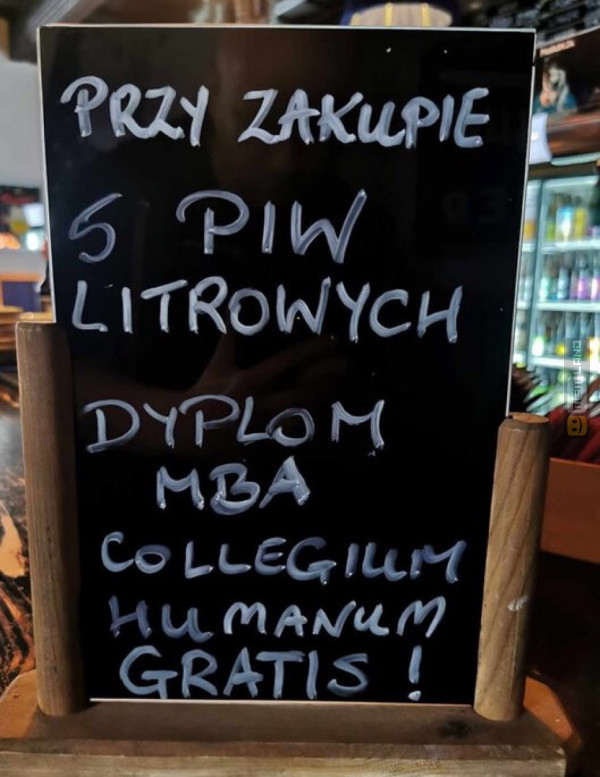 PRZY ZAKUPIE
5 PIW
LITROWYCH
DYPLOM
MBA
COLLEGIUM
HUMANUM
GRATIS!